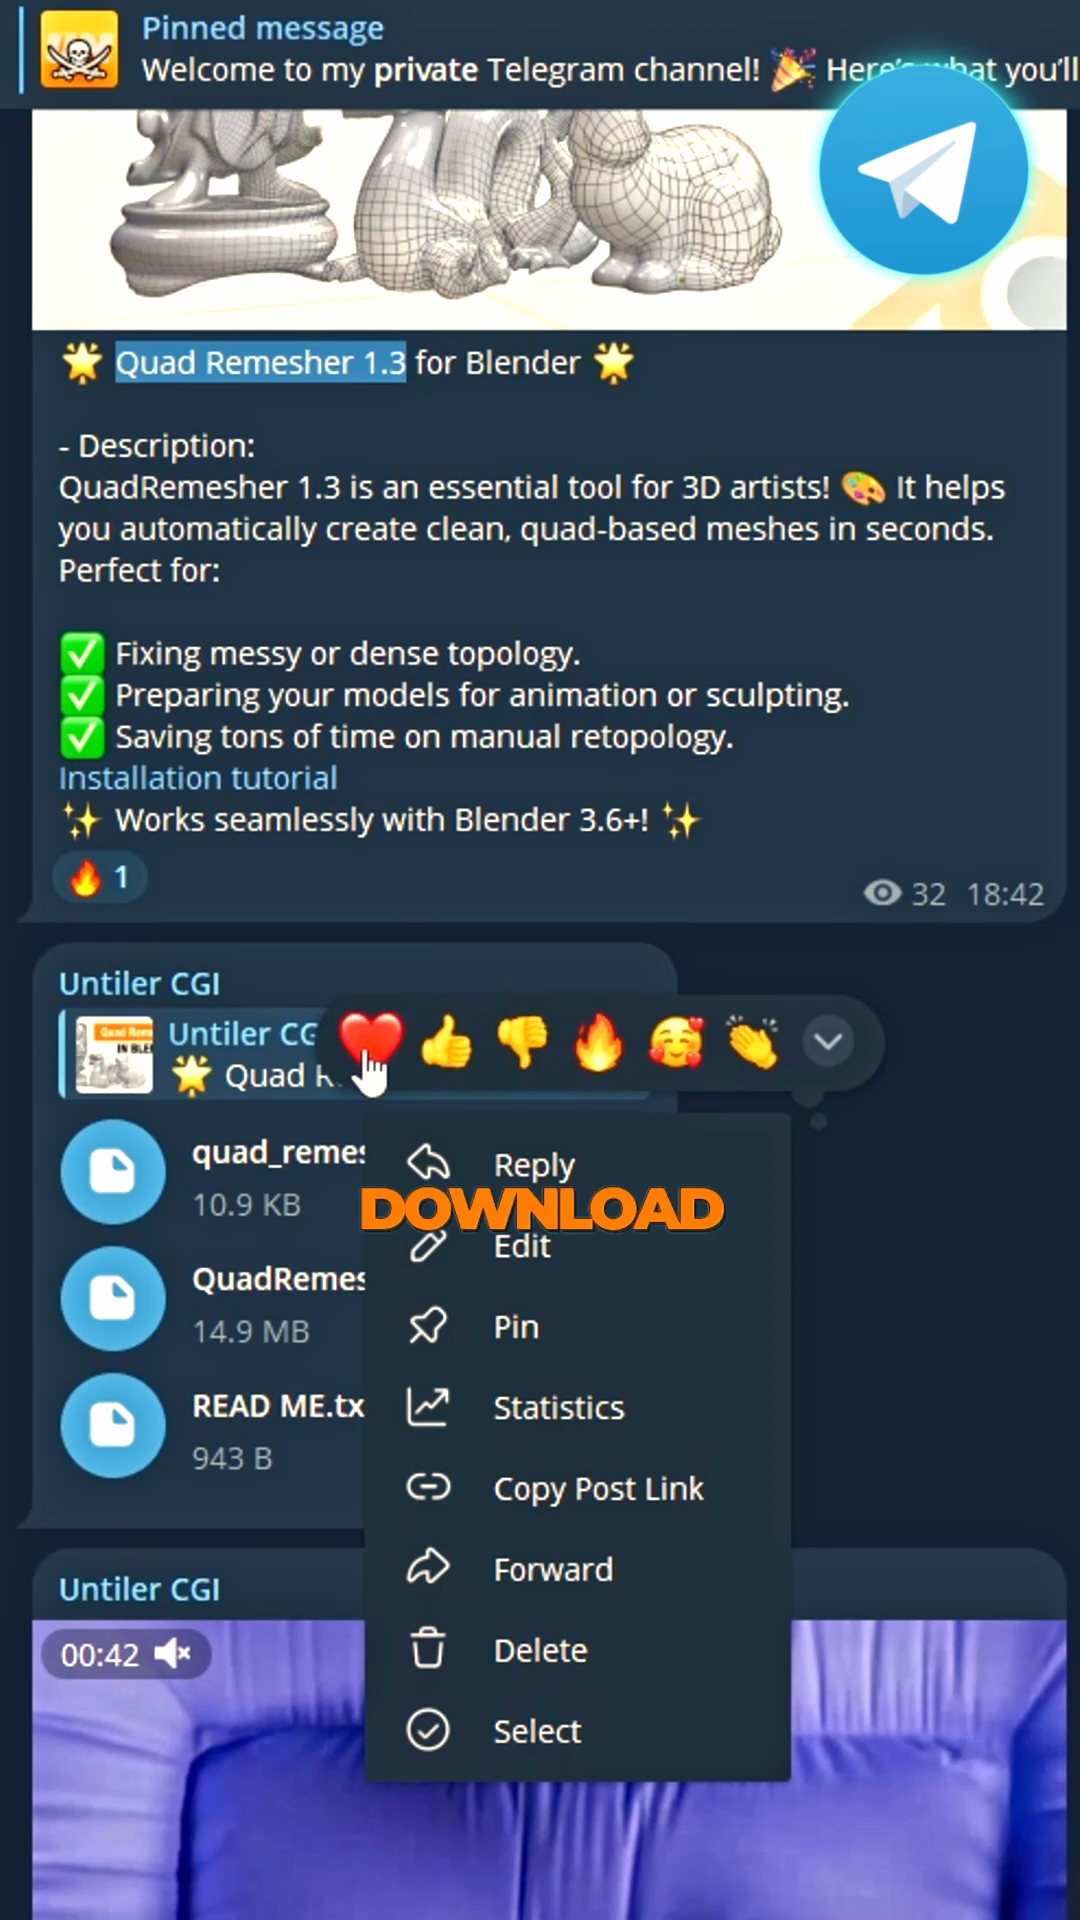 Pinned message
Welcome to my private Telegram channel! 🎉 Here's what you'll
🌟 Quad Remesher 1.3 for Blender 🌟
- Description:
QuadRemesher 1.3 is an essential tool for 3D artists! 🎨 It helps
you automatically create clean, quad-based meshes in seconds.
Perfect for:
✅ Fixing messy or dense topology.
✅ Preparing your models for animation or sculpting.
✅ Saving tons of time on manual retopology.
Installation tutorial
✨ Works seamlessly with Blender 3.6+! ✨
🔥 1
32 18:42
Untiler CGI
Untiler CG
🌟 Quad R
quad_remes
10.9 KB
QuadRemes
14.9 MB
READ ME.tx
943 B
Reply
DOWNLOAD
Edit
Pin
Statistics
Copy Post Link
Forward
Delete
Select
Untiler CGI
00:42